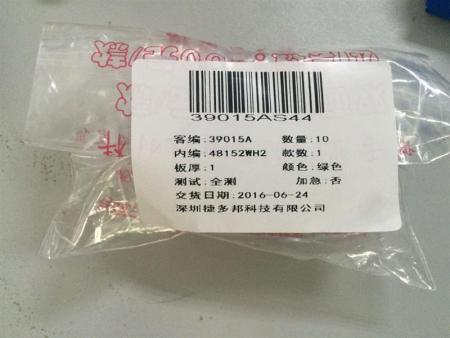 39015AS44
客编:39015A 数量:10
内编:48152WH2 款数:1
板厚:1 颜色:绿色
测试:全测 加急:否
交货日期:2016-06-24
深圳捷多邦科技有限公司